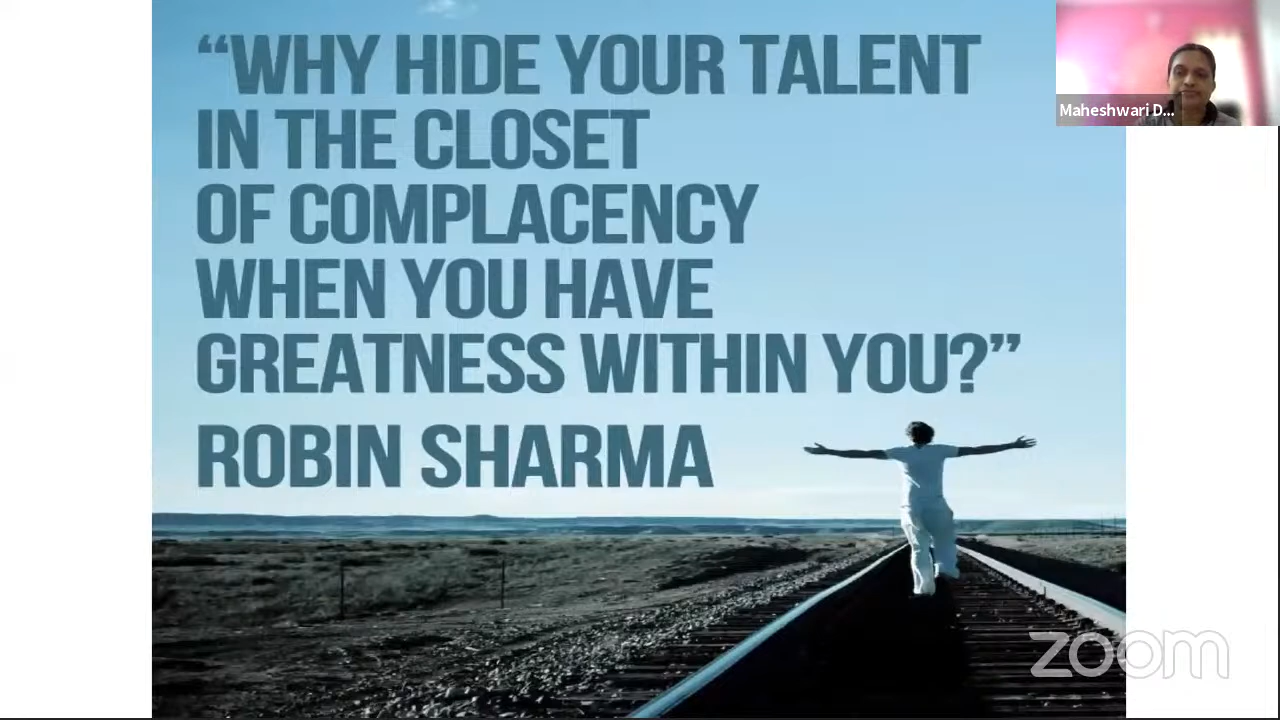 “WHY HIDE YOUR TALENT
IN THE CLOSET
OF COMPLACENCY
WHEN YOU HAVE
GREATNESS WITHIN YOU?”
ROBIN SHARMA
Maheshwari D...
zoom